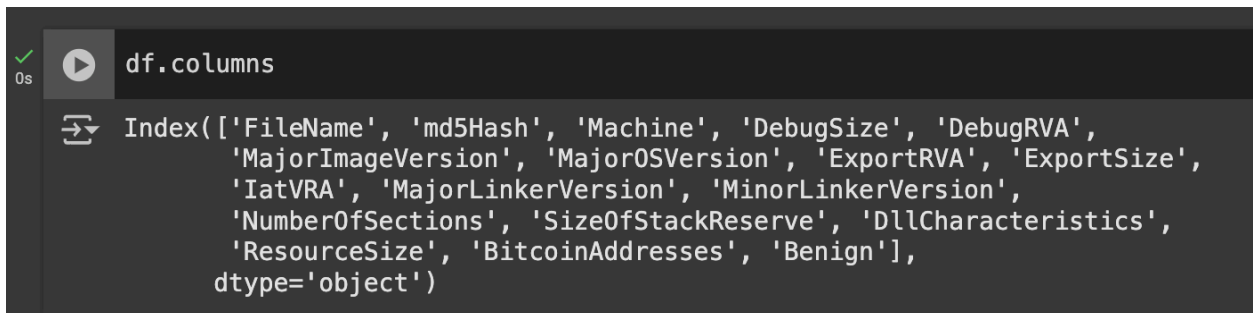 0s
df.columns
Index(['FileName', 'md5Hash', 'Machine', 'DebugSize', 'DebugRVA',
'MajorImageVersion', 'MajorOSVersion', 'ExportRVA', 'ExportSize',
'IatVRA', 'MajorLinkerVersion', 'MinorLinkerVersion',
'NumberOfSections', 'SizeOfStackReserve', 'DllCharacteristics',
'ResourceSize', 'BitcoinAddresses', 'Benign'],
dtype='object')